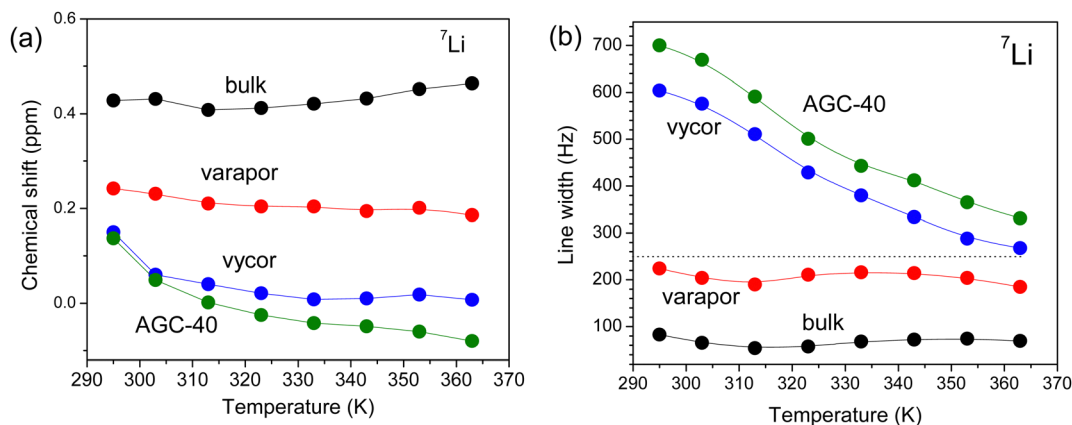 (a)
⁷Li
Chemical shift (ppm)
0.6
0.4
0.2
0.0
bulk
varapor
vycor
AGC-40
290 300 310 320 330 340 350 360 370
Temperature (K)
(b)
⁷Li
Line width (Hz)
700
600
500
400
300
200
100
AGC-40
vycor
varapor
bulk
290 300 310 320 330 340 350 360 370
Temperature (K)